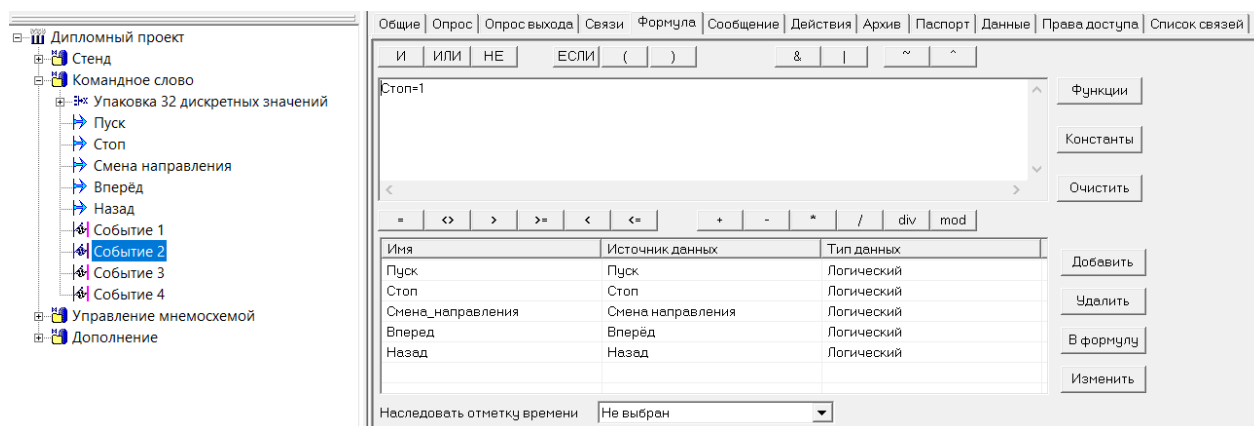 Дипломный проект
Стенд
Командное слово
Упаковка 32 дискретных значений
Пуск
Стоп
Смена направления
Вперёд
Назад
Событие 1
Событие 2
Событие 3
Событие 4
Управление мнемосхемой
Дополнение
Общие Опрос Опрос выхода Связи Формула Сообщение Действия Архив Паспорт Данные Права доступа Список связей
И ИЛИ НЕ ЕСЛИ ( ) & | ~ ^
Стоп=1
Функции
Константы
Очистить
= <> > >= < <= + - * / div mod
Имя Источник данных Тип данных
Пуск Пуск Логический
Стоп Стоп Логический
Смена_направления Смена направления Логический
Вперед Вперёд Логический
Назад Назад Логический
Добавить
Удалить
В формулу
Изменить
Наследовать отметку времени Не выбран